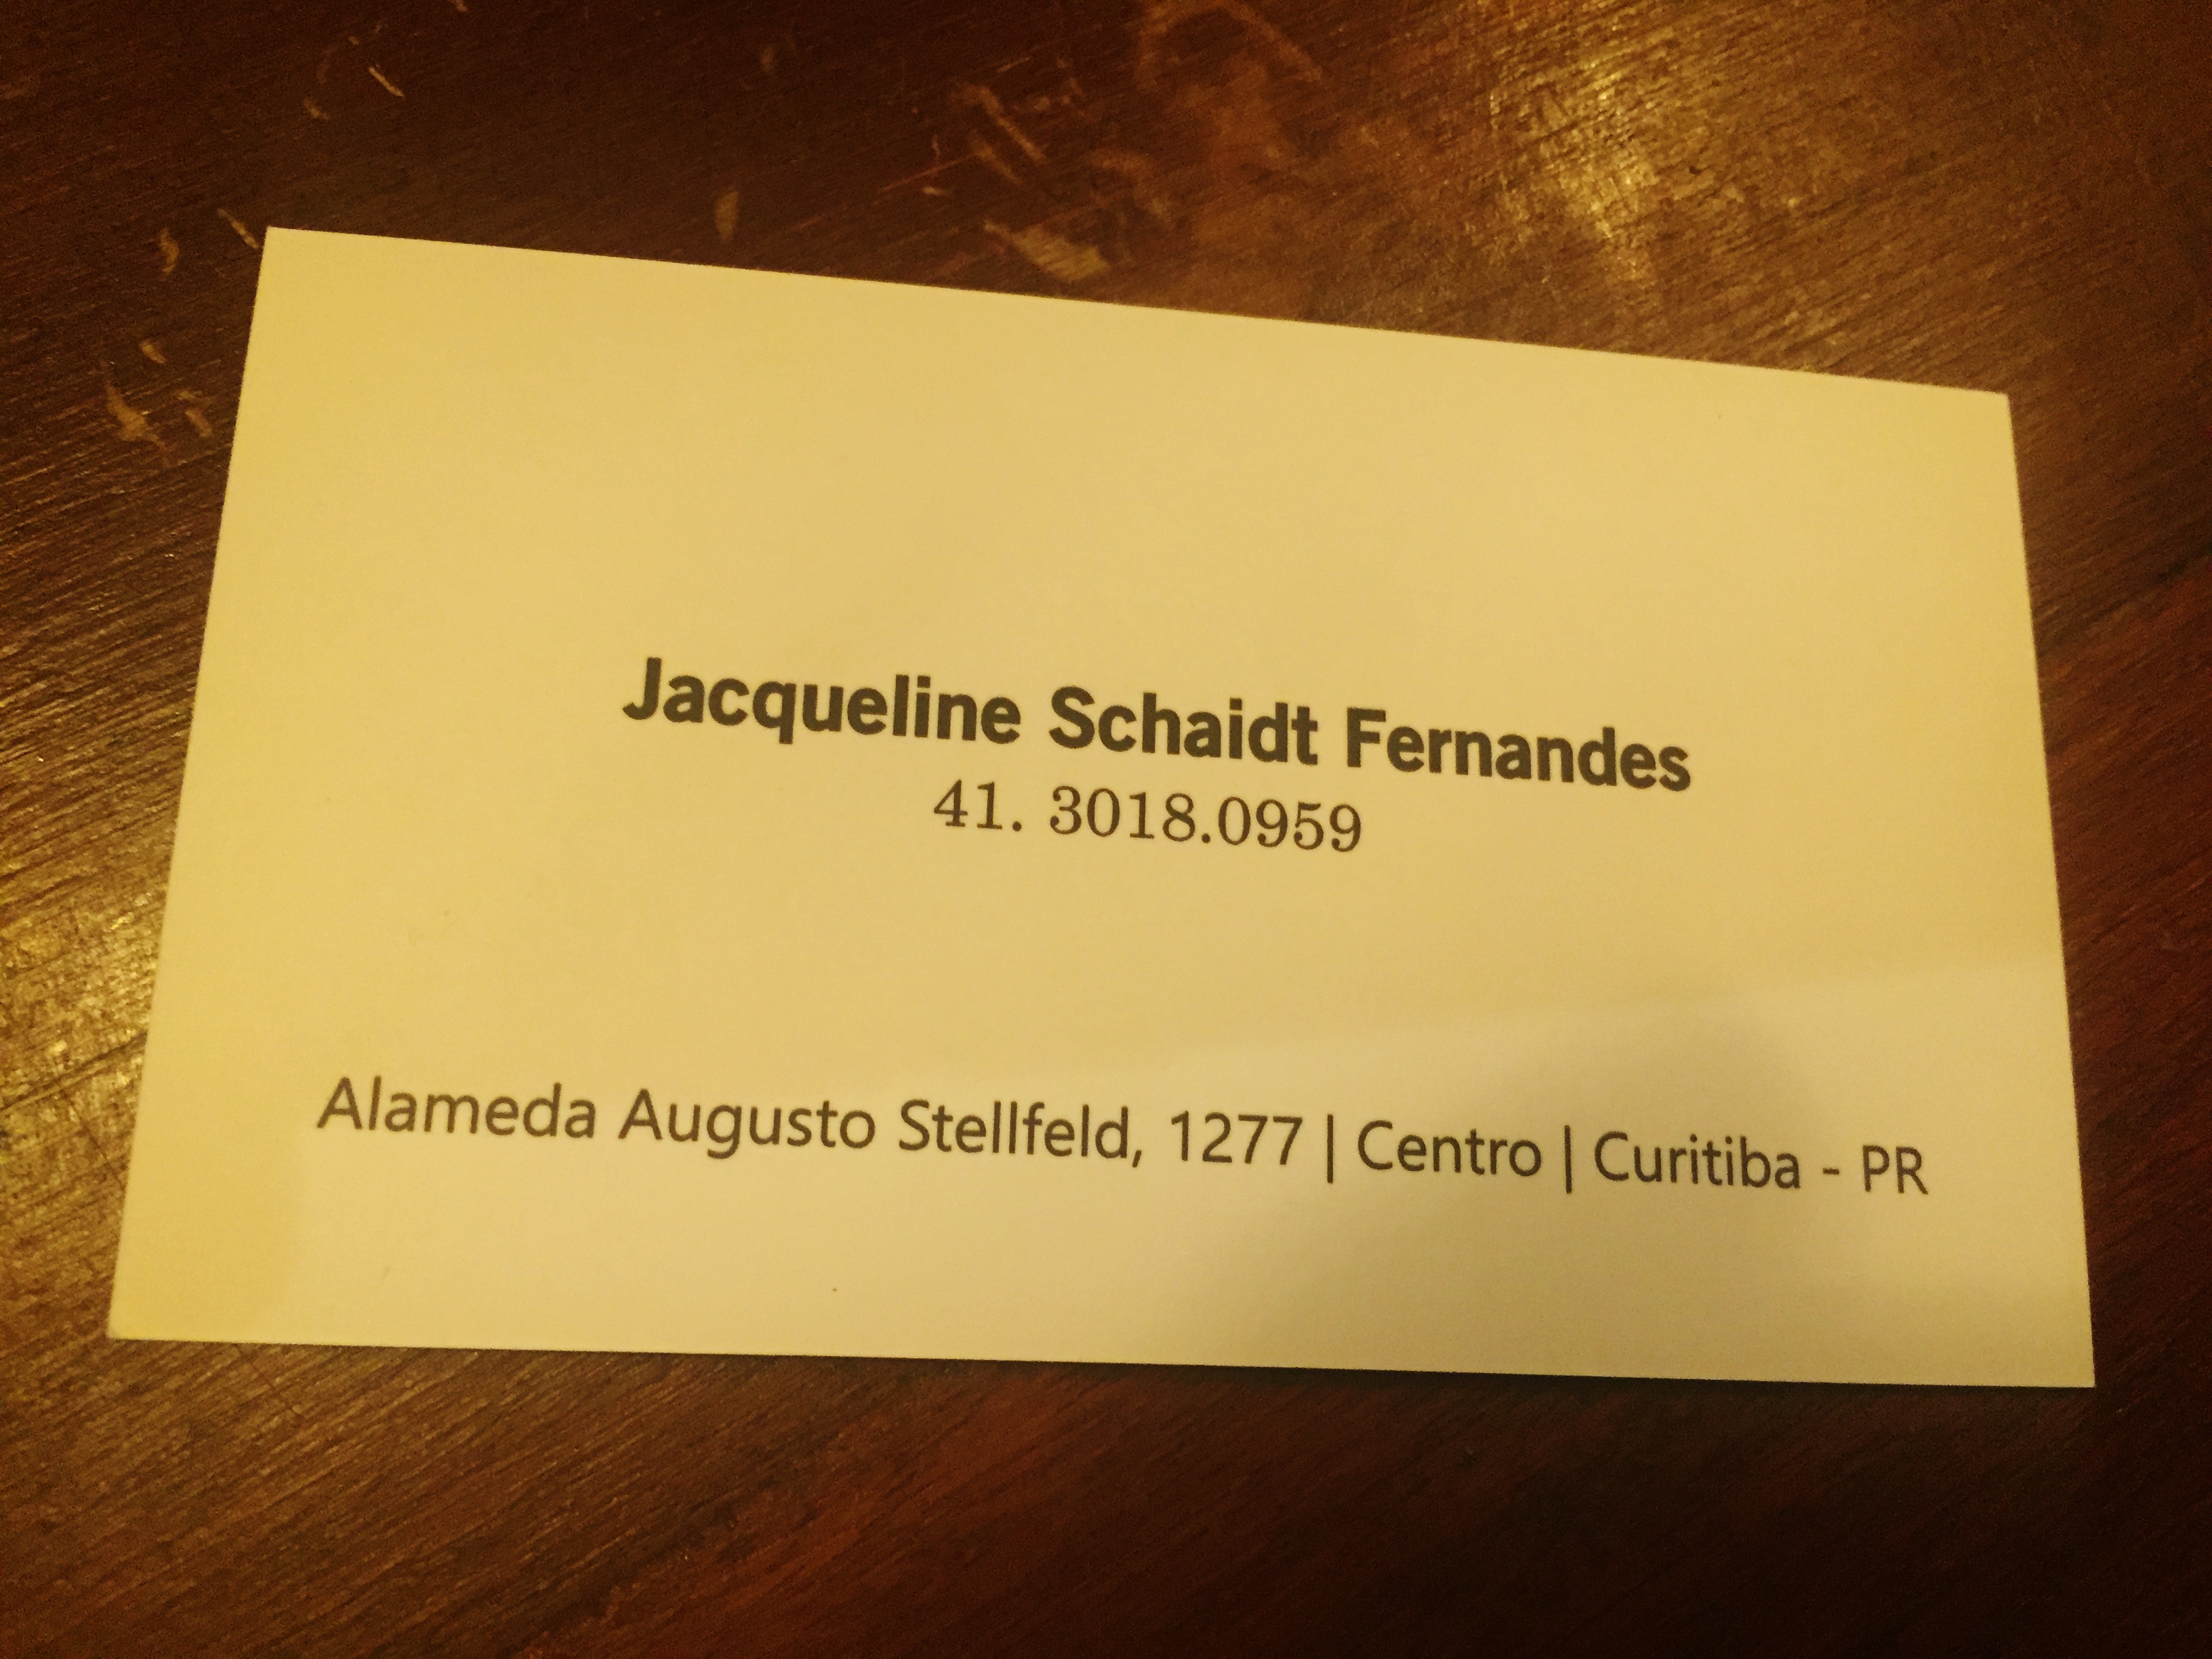 Jacqueline Schaidt Fernandes
41. 3018.0959
Alameda Augusto Stellfeld, 1277 | Centro | Curitiba - PR